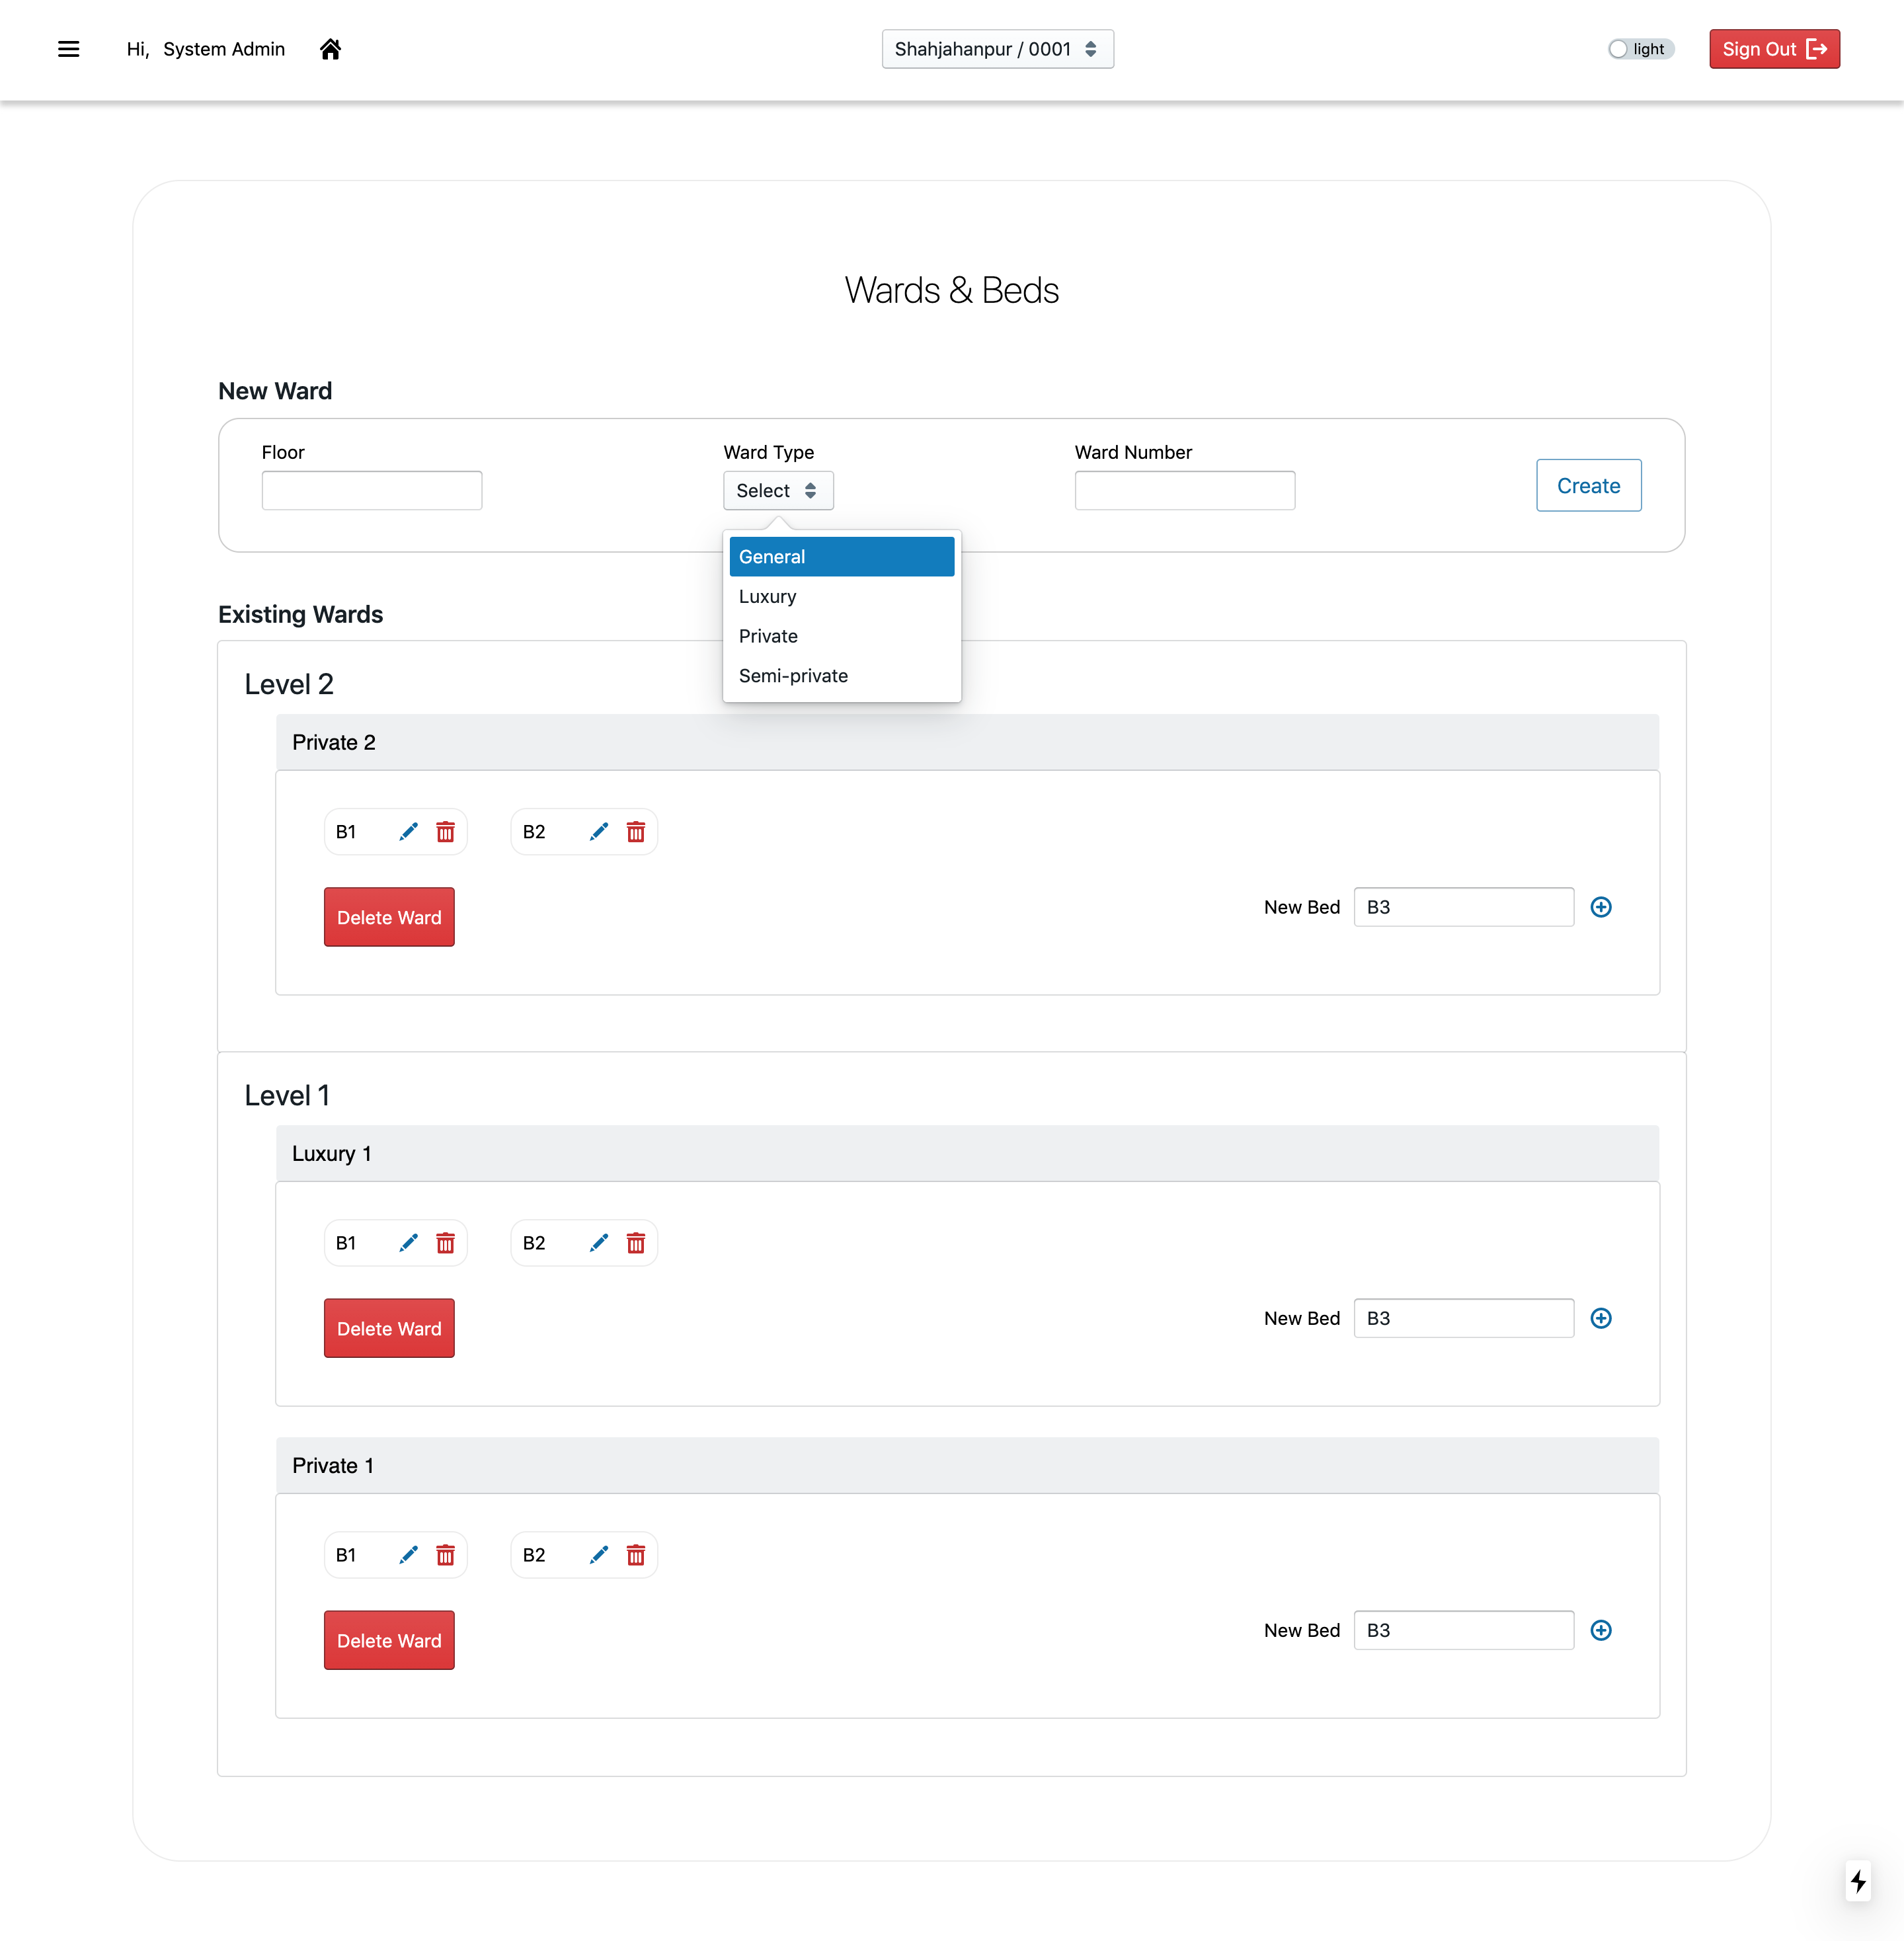 Hi, System Admin
Shahjahanpur / 0001
light
Sign Out
Wards & Beds
New Ward
Floor
Ward Type
Ward Number
Select
Create
General
Luxury
Private
Semi-private
Existing Wards
Level 2
Private 2
B1
B2
Delete Ward
New Bed
B3
Level 1
Luxury 1
B1
B2
Delete Ward
New Bed
B3
Private 1
B1
B2
Delete Ward
New Bed
B3